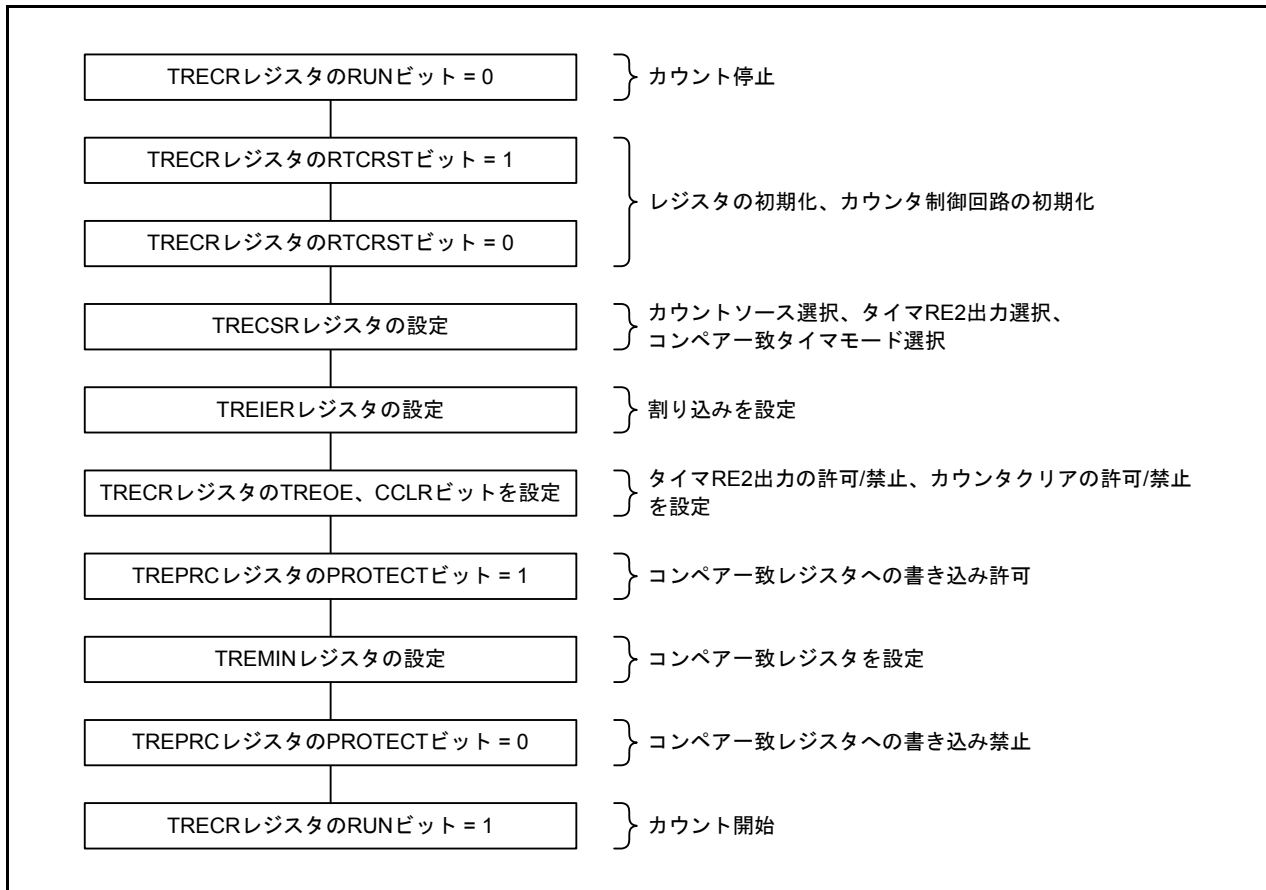 TRECRレジスタのRUNビット = 0
カウント停止
TRECRレジスタのRTCRSTビット = 1
レジスタの初期化、カウンタ制御回路の初期化
TRECRレジスタのRTCRSTビット = 0
TRECSRレジスタの設定
カウントソース選択、タイマRE2出力選択、
コンペア一致タイマモード選択
TREIERレジスタの設定
割り込みを設定
TRECRレジスタのTREOE、CCLRビットを設定
タイマRE2出力の許可/禁止、カウンタクリアの許可/禁止
を設定
TREPRCレジスタのPROTECTビット = 1
コンペア一致レジスタへの書き込み許可
TREMINレジスタの設定
コンペア一致レジスタを設定
TREPRCレジスタのPROTECTビット = 0
コンペア一致レジスタへの書き込み禁止
TRECRレジスタのRUNビット = 1
カウント開始